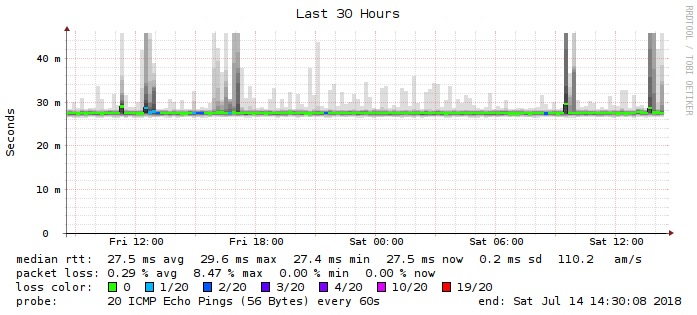 Last 30 Hours
RRDTOOL / TOBI OETIKER
Seconds
40 m
30 m
20 m
10 m
0
Fri 12:00 Fri 18:00 Sat 00:00 Sat 06:00 Sat 12:00
median rtt: 27.5 ms avg 29.6 ms max 27.4 ms min 27.5 ms now 0.2 ms sd 110.2 am/s
packet loss: 0.29 % avg 8.47 % max 0.00 % min 0.00 % now
loss color: 0 1/20 2/20 3/20 4/20 10/20 19/20
probe: 20 ICMP Echo Pings (56 Bytes) every 60s end: Sat Jul 14 14:30:08 2018